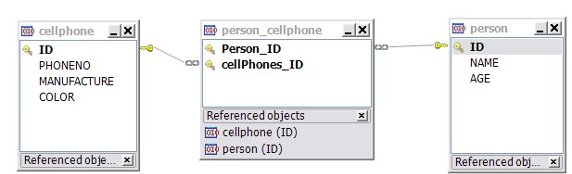 cellphone
ID
PHONENO
MANUFACTURE
COLOR
Referenced obje...
person_cellphone
Person_ID
cellPhones_ID
Referenced objects
cellphone (ID)
person (ID)
person
ID
NAME
AGE
Referenced obj...